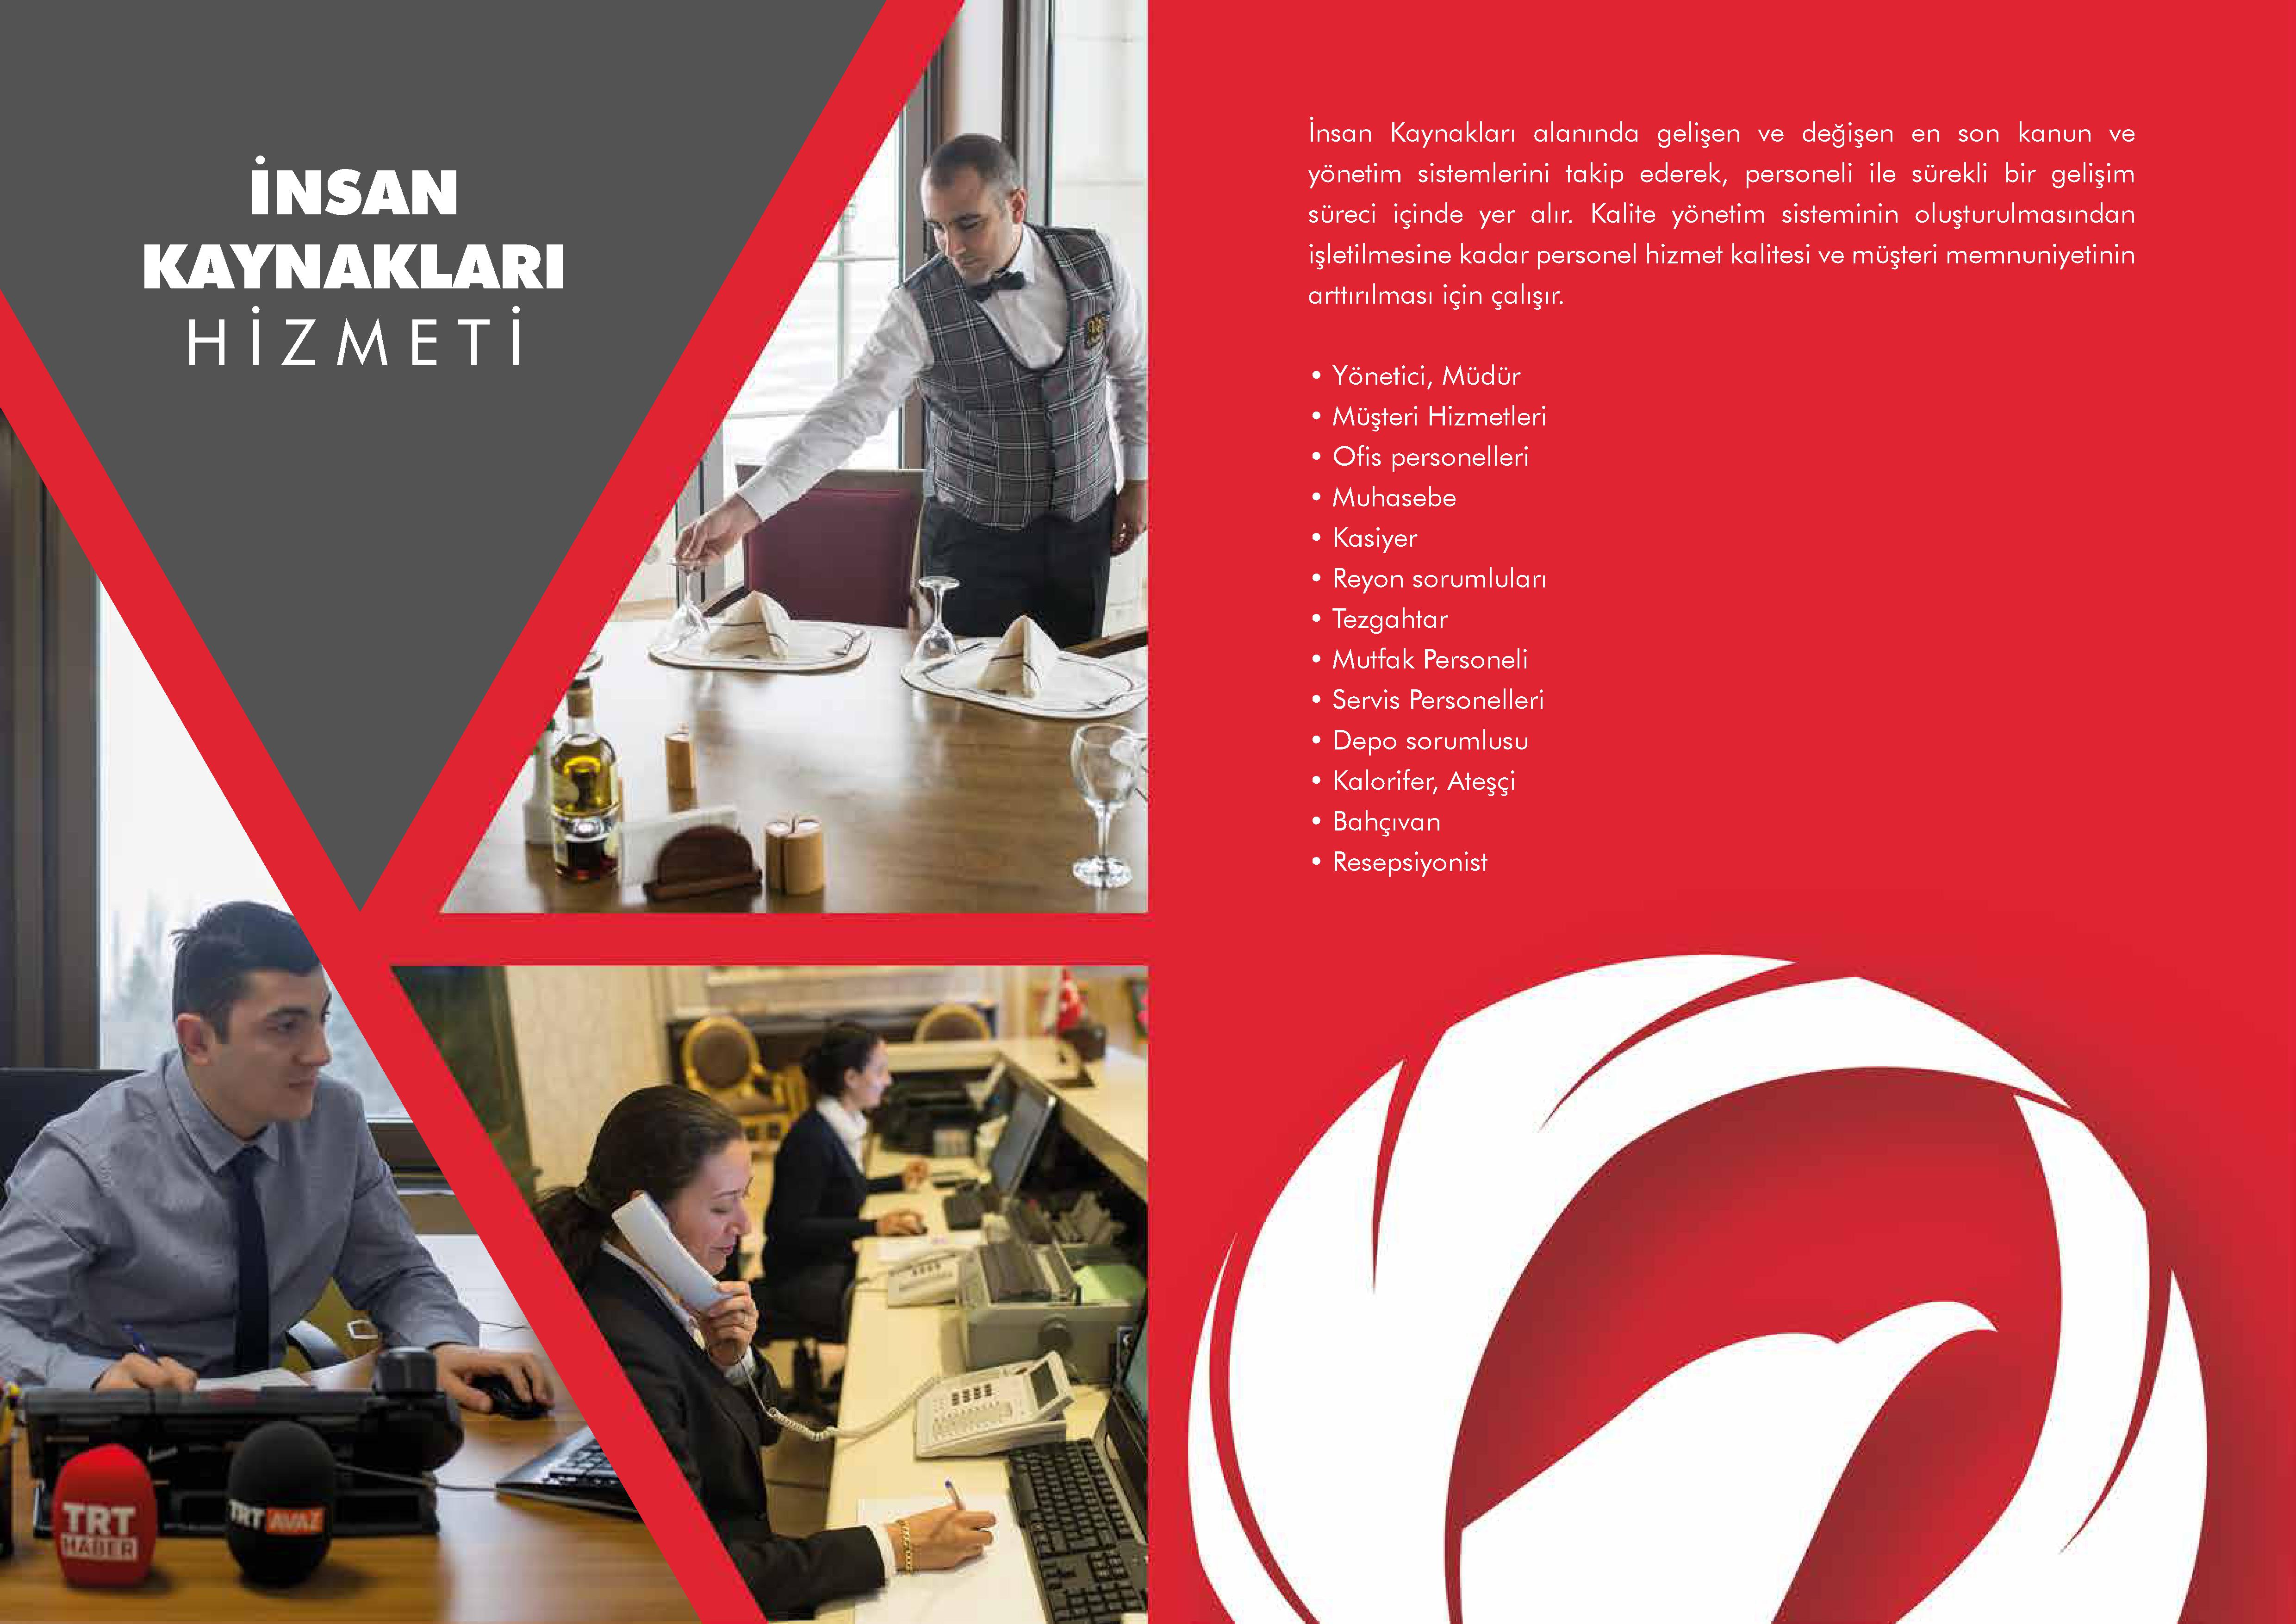 İNSAN
KAYNAKLARI
HİZMETİ
İnsan Kaynakları alanında gelişen ve değişen en son kanun ve
yönetim sistemlerini takip ederek, personeli ile sürekli bir gelişim
süreci içinde yer alır. Kalite yönetim sisteminin oluşturulmasından
işletilmesine kadar personel hizmet kalitesi ve müşteri memnuniyetinin
arttırılması için çalışır.
• Yönetici, Müdür
• Müşteri Hizmetleri
• Ofis personelleri
• Muhasebe
• Kasiyer
• Reyon sorumluları
• Tezgahtar
• Mutfak Personeli
• Servis Personelleri
• Depo sorumlusu
• Kalorifer, Ateşçi
• Bahçıvan
• Resepsiyonist
TRT
HABER
TRT AVAZ